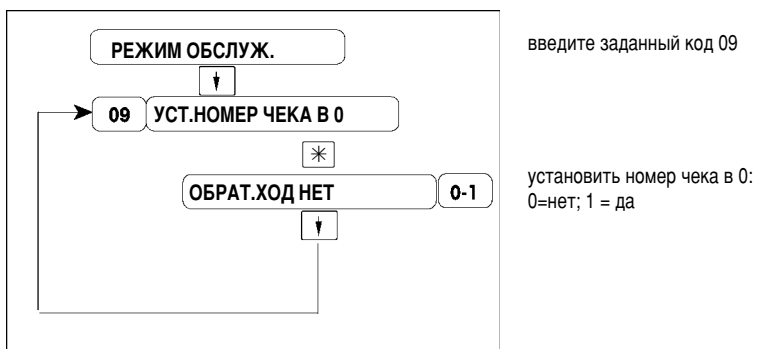 РЕЖИМ ОБСЛУЖ.
введите заданный код 09
09 УСТ.НОМЕР ЧЕКА В 0
ОБРАТ.ХОД НЕТ 0-1
установить номер чека в 0:
0=нет; 1 = да